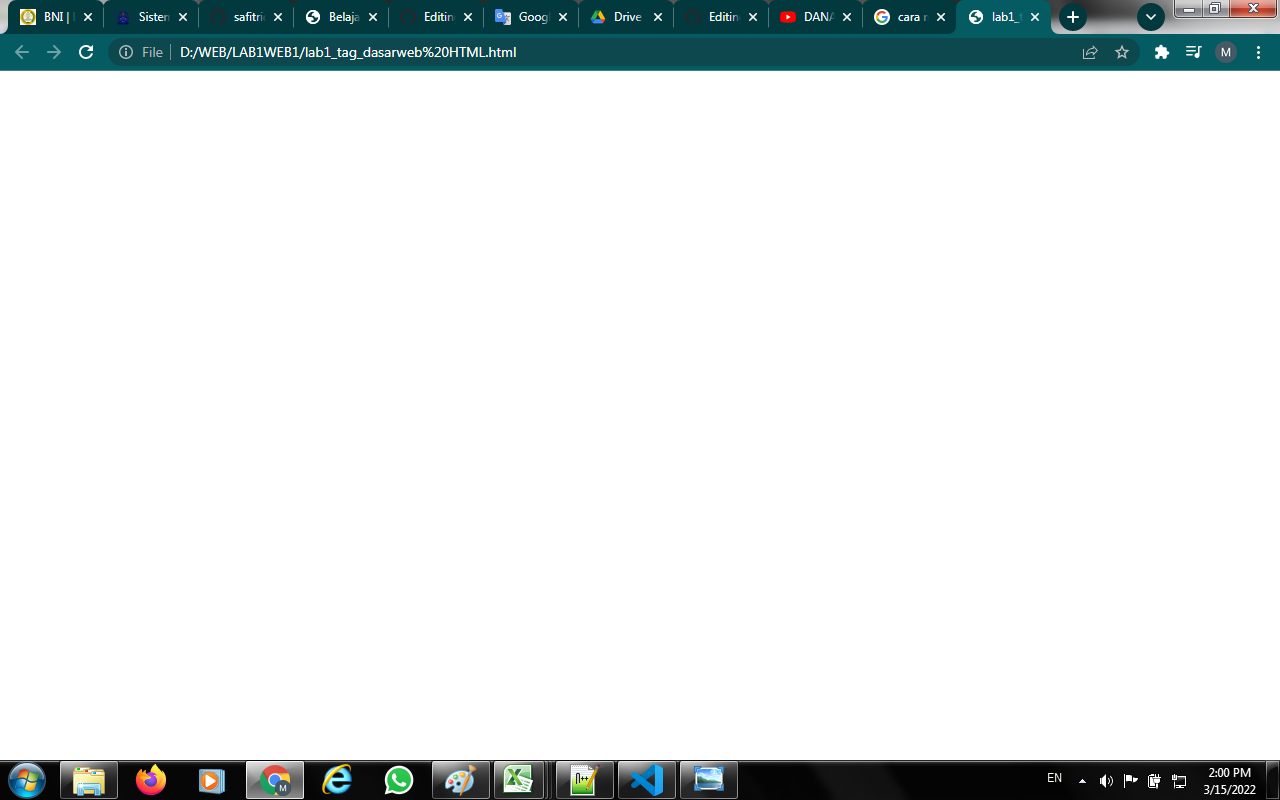 BNI |
Sistem
safitri
Belaja
Editin
Googl
Drive
Editin
DANA
cara r
lab1_t
File
D:/WEB/LAB1WEB1/lab1_tag_dasarweb%20HTML.html
M
M
N++
EN
2:00 PM
3/15/2022